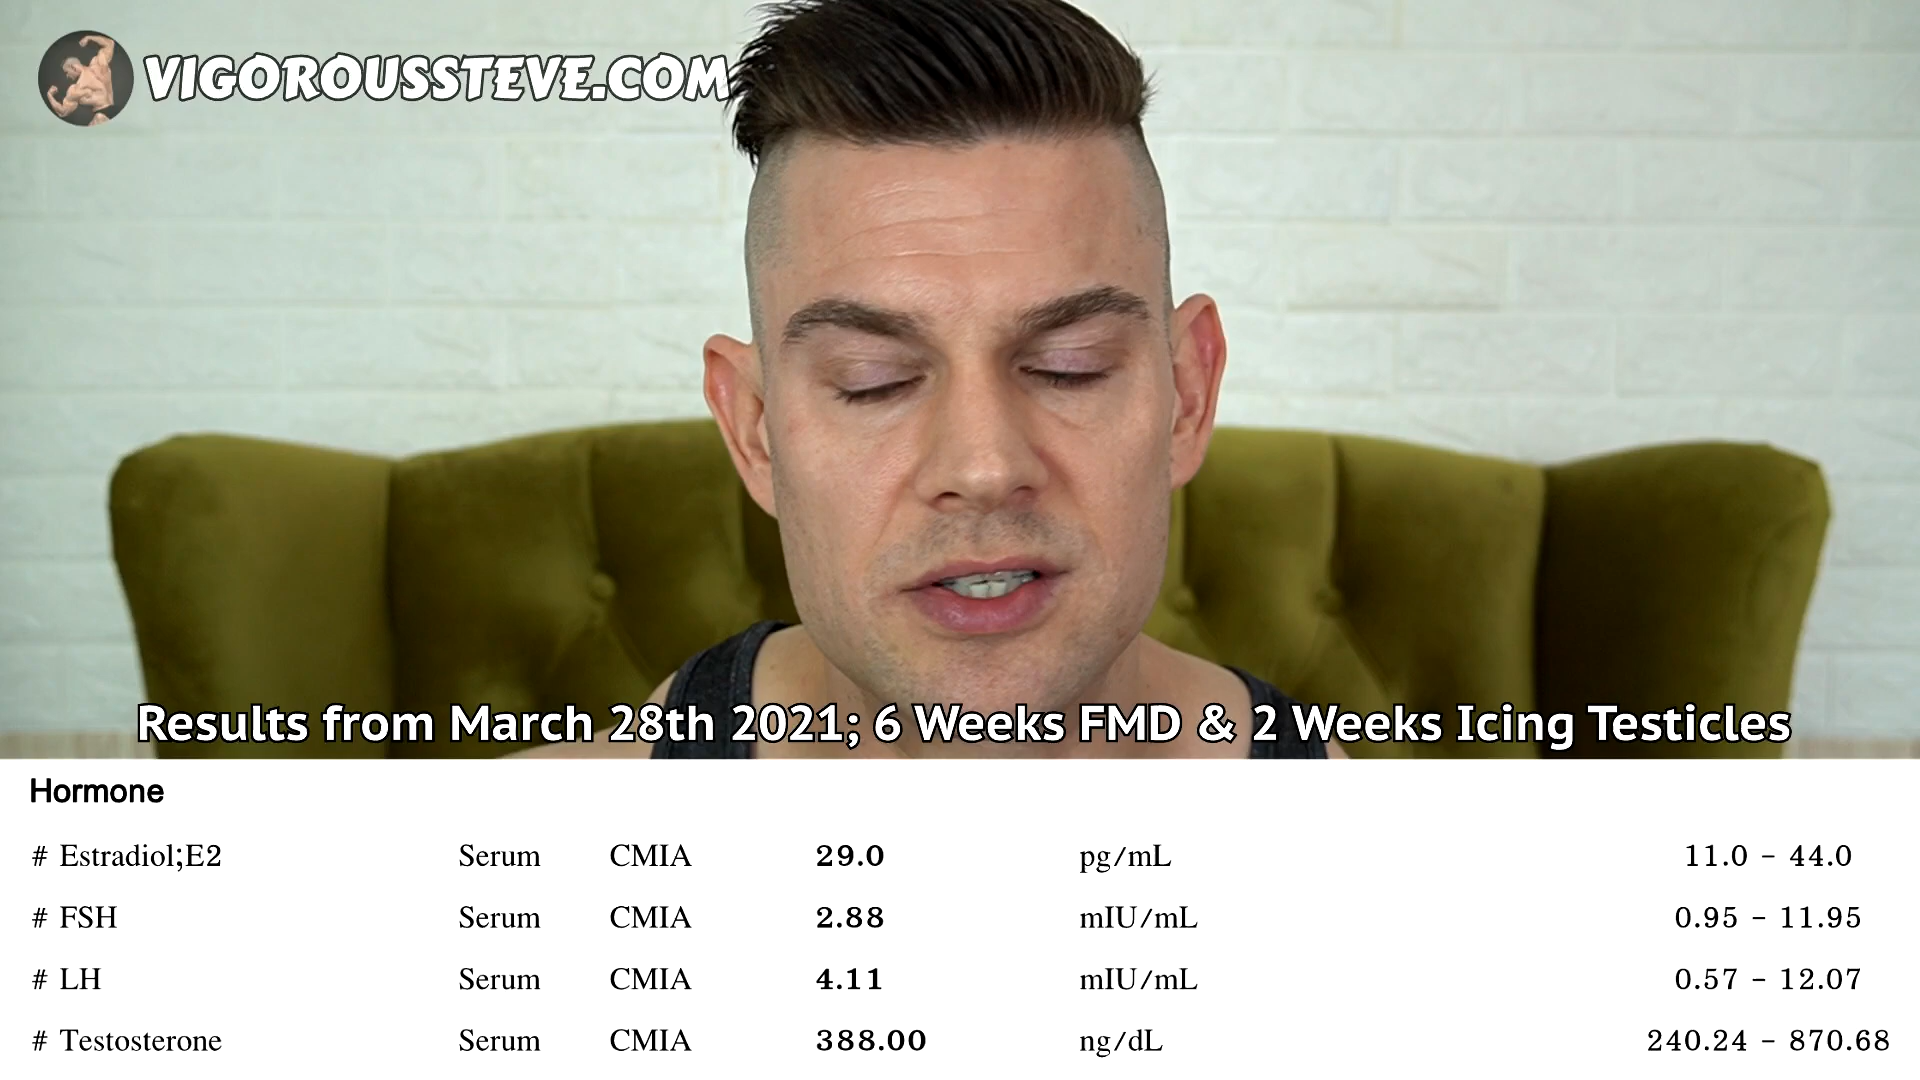 VIGOROUSSTEVE.COM
Results from March 28th 2021; 6 Weeks FMD & 2 Weeks Icing Testicles
Hormone
# Estradiol;E2 Serum CMIA 29.0 pg/mL 11.0 - 44.0
# FSH Serum CMIA 2.88 mIU/mL 0.95 - 11.95
# LH Serum CMIA 4.11 mIU/mL 0.57 - 12.07
# Testosterone Serum CMIA 388.00 ng/dL 240.24 - 870.68